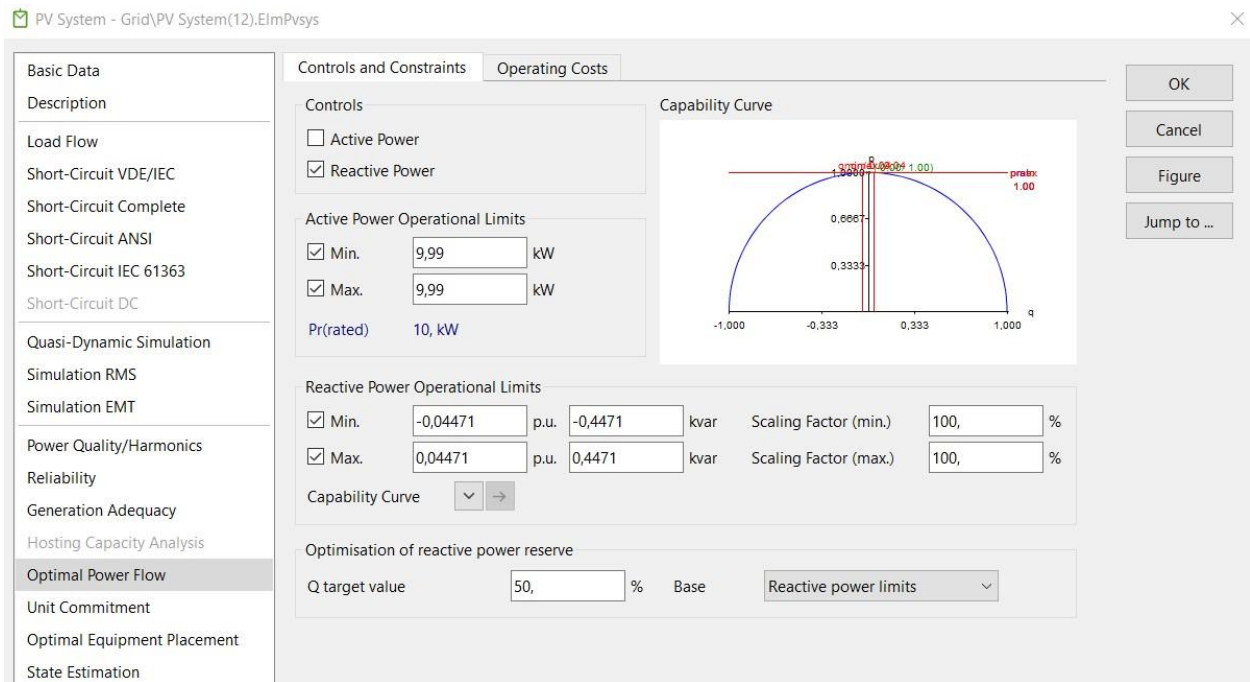 PV System - Grid\PV System(12).ElmPvsys
Basic Data
Description
Load Flow
Short-Circuit VDE/IEC
Short-Circuit Complete
Short-Circuit ANSI
Short-Circuit IEC 61363
Short-Circuit DC
Quasi-Dynamic Simulation
Simulation RMS
Simulation EMT
Power Quality/Harmonics
Reliability
Generation Adequacy
Hosting Capacity Analysis
Optimal Power Flow
Unit Commitment
Optimal Equipment Placement
State Estimation
Controls and Constraints Operating Costs
Controls
Active Power
Reactive Power
Active Power Operational Limits
Min. 9,99 kW
Max. 9,99 kW
Pr(rated) 10, kW
Capability Curve
p
1.00)
1,0000
1.00
0,6667
0,3333
q
-1,000 -0,333 0,333 1,000
Reactive Power Operational Limits
Min. -0,04471 p.u. -0,4471 kvar Scaling Factor (min.) 100, %
Max. 0,04471 p.u. 0,4471 kvar Scaling Factor (max.) 100, %
Capability Curve
Optimisation of reactive power reserve
Q target value 50, % Base Reactive power limits
OK
Cancel
Figure
Jump to ...